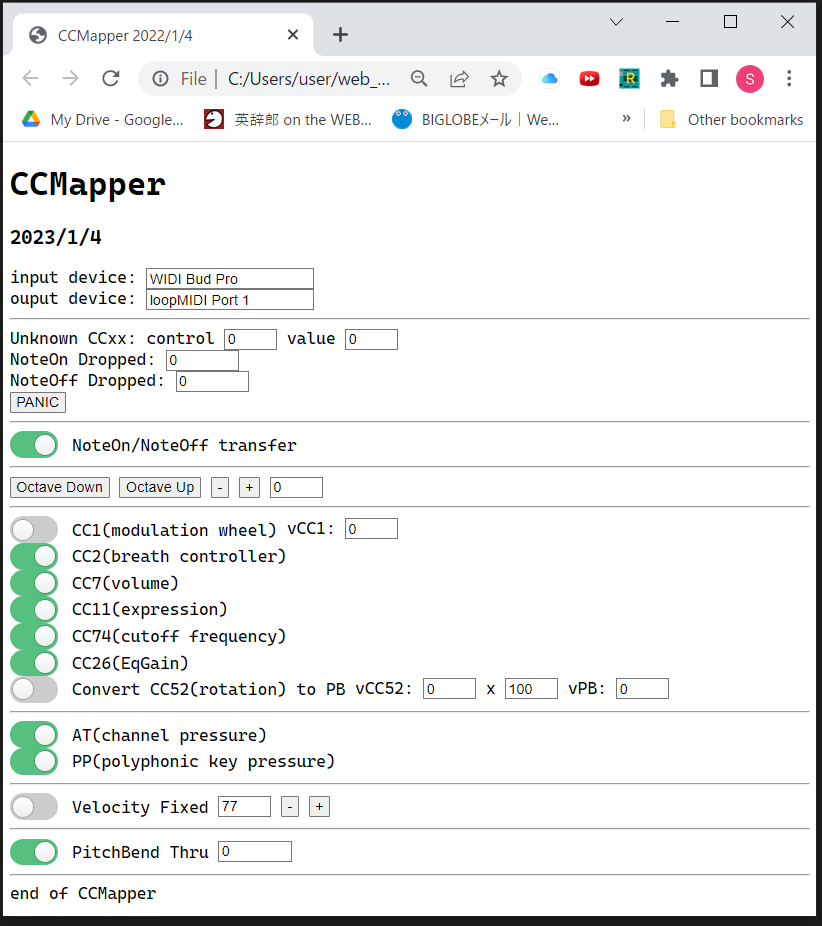 CCMapper 2022/1/4
File | C:/Users/user/web_...
S
My Drive - Google... 英辞郎 on the WEB... BIGLOBEメール | We... » Other bookmarks
CCMapper
2023/1/4
input device: WIDI Bud Pro
ouput device: loopMIDI Port 1
Unknown CCxx: control 0 value 0
NoteOn Dropped: 0
NoteOff Dropped: 0
PANIC
NoteOn/NoteOff transfer
Octave Down Octave Up - + 0
CC1(modulation wheel) vCC1: 0
CC2(breath controller)
CC7(volume)
CC11(expression)
CC74(cutoff frequency)
CC26(EqGain)
Convert CC52(rotation) to PB vCC52: 0 x 100 vPB: 0
AT(channel pressure)
PP(polyphonic key pressure)
Velocity Fixed 77 - +
PitchBend Thru 0
end of CCMapper